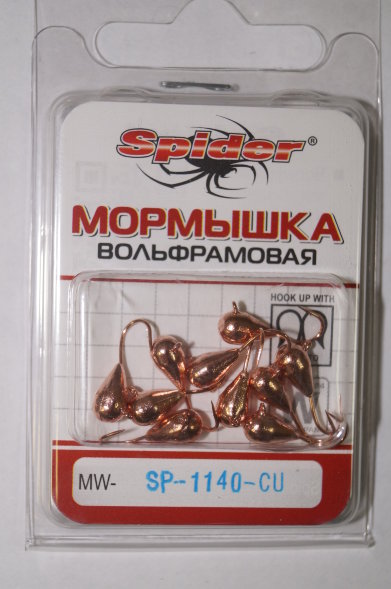 Spider®
МОРМЫШКА
ВОЛЬФРАМОВАЯ
HOOK UP WITH
MW- SP-1140-CU